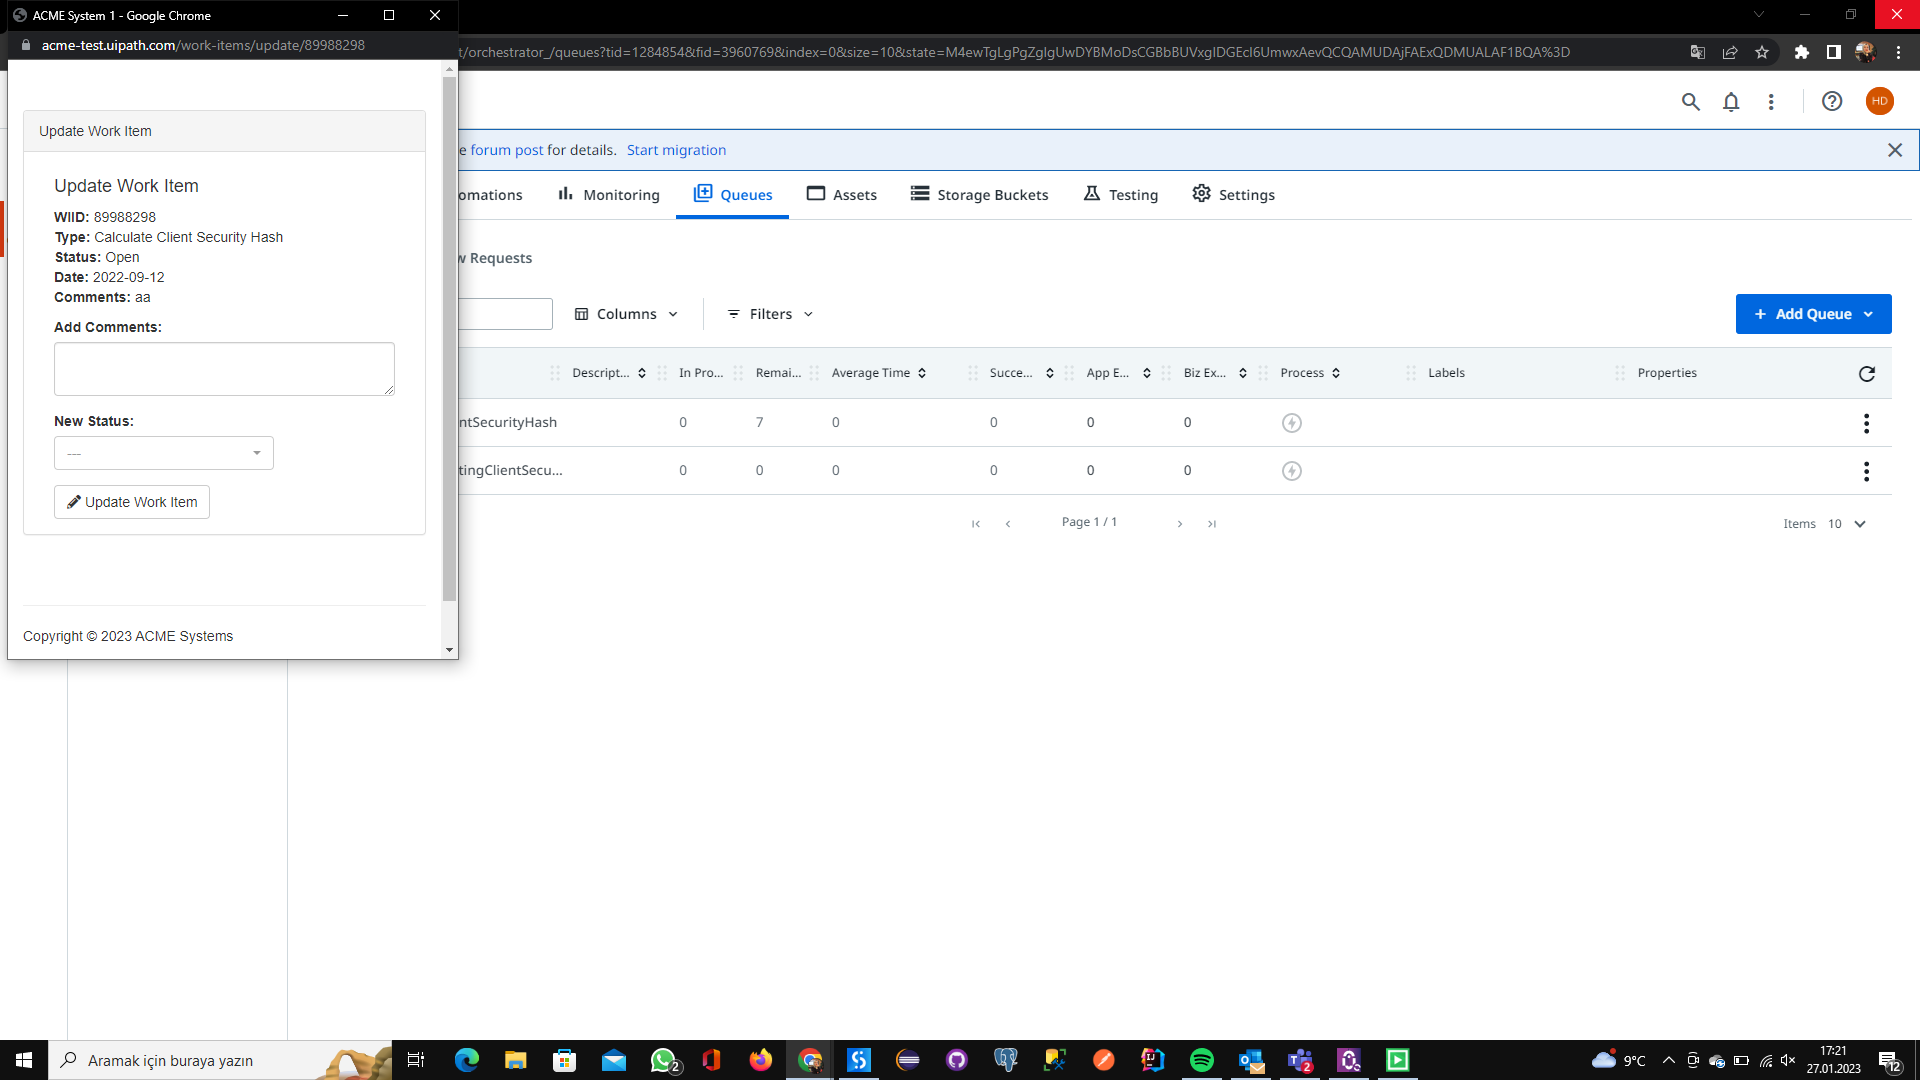 ACME System 1 - Google Chrome
acme-test.uipath.com/work-items/update/89988298
t/orchestrator_/queues?tid=1284854&fid=3960769&index=0&size=10&state=
HD
e forum post for details. Start migration
omations
Monitoring
Queues
Assets
Storage Buckets
Testing
Settings
w Requests
Columns
Filters
+ Add Queue
Descript... In Pro... Remai... Average Time Succe... App E... Biz Ex... Process Labels Properties
ntSecurityHash 0 7 0 0 0 0
tingClientSecu... 0 0 0 0 0 0
Page 1 / 1
Items 10
Update Work Item
Update Work Item
WIID: 89988298
Type: Calculate Client Security Hash
Status: Open
Date: 2022-09-12
Comments: aa
Add Comments:
New Status:
---
Update Work Item
Copyright © 2023 ACME Systems
Aramak için buraya yazın
2
2
9°C
17:21
27.01.2023
12